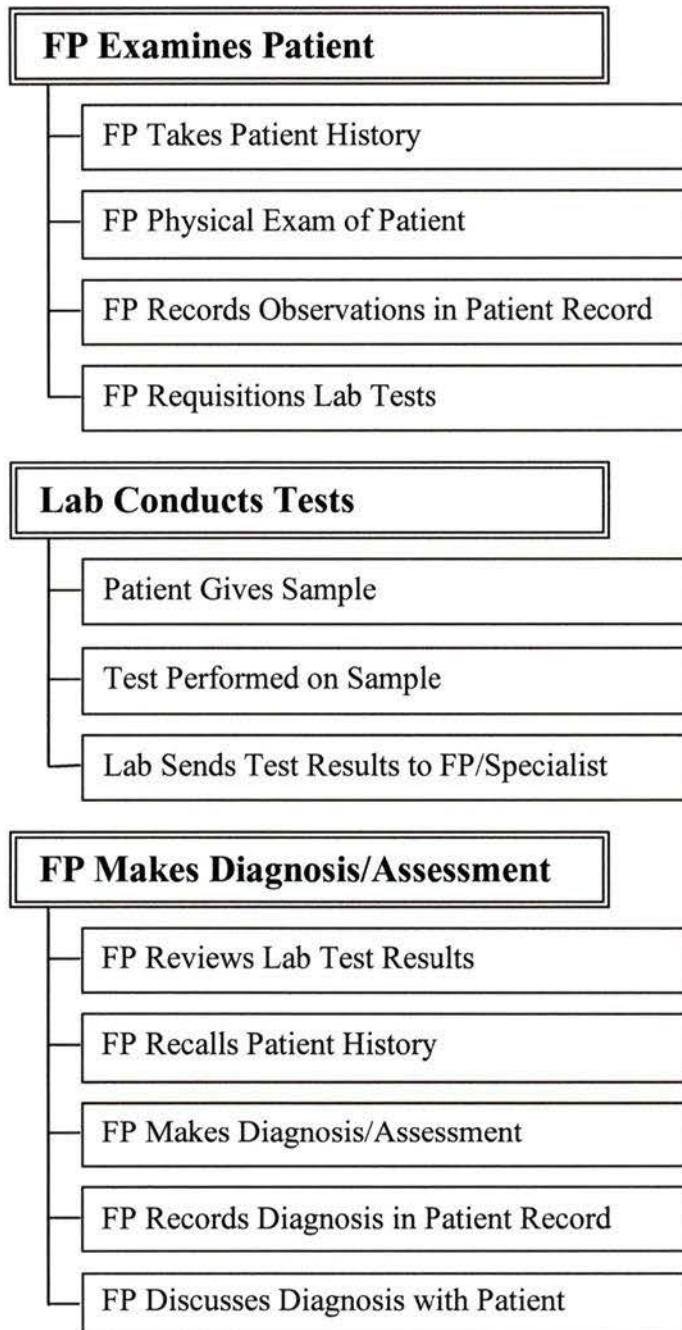 FP Examines Patient
FP Takes Patient History
FP Physical Exam of Patient
FP Records Observations in Patient Record
FP Requisitions Lab Tests
Lab Conducts Tests
Patient Gives Sample
Test Performed on Sample
Lab Sends Test Results to FP/Specialist
FP Makes Diagnosis/Assessment
FP Reviews Lab Test Results
FP Recalls Patient History
FP Makes Diagnosis/Assessment
FP Records Diagnosis in Patient Record
FP Discusses Diagnosis with Patient